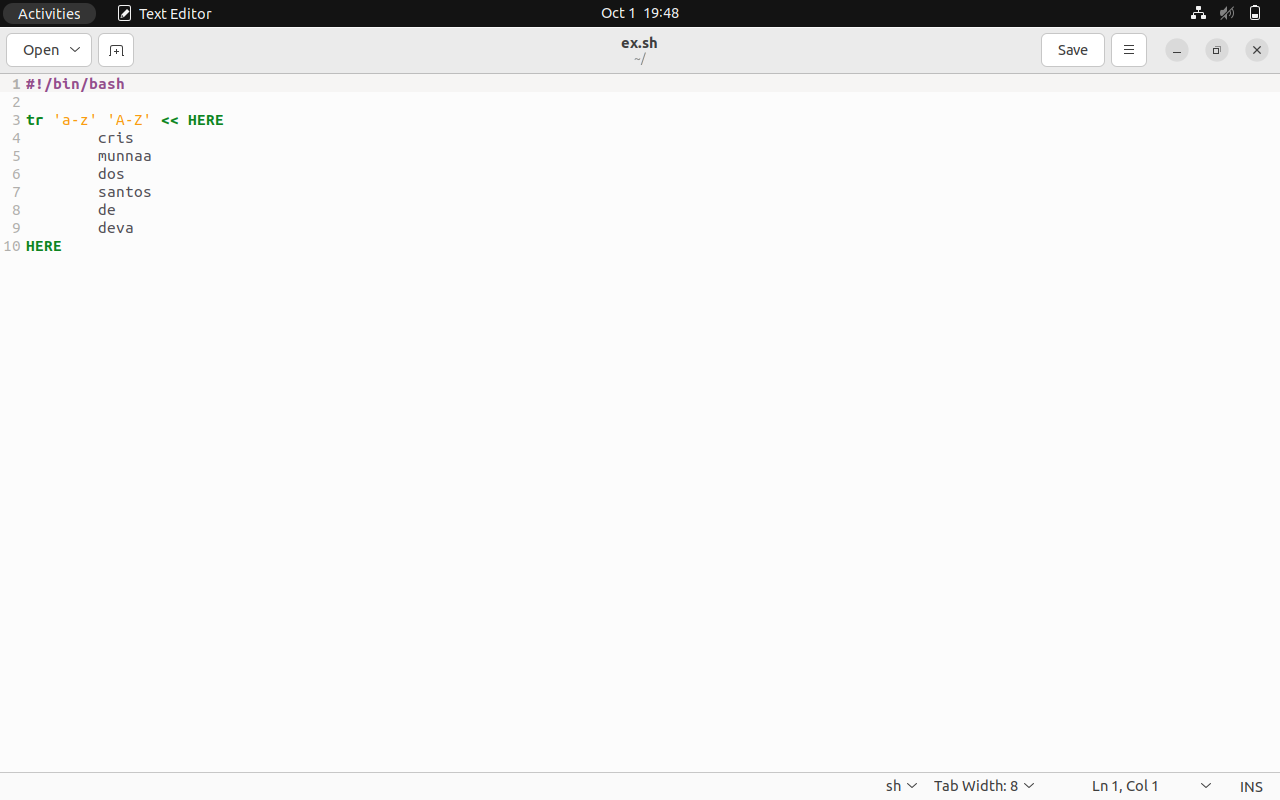 Activities Text Editor Oct 1 19:48
Open ex.sh Save
~/
1 #!/bin/bash
2
3 tr 'a-z' 'A-Z' << HERE
4         cris
5         munnaa
6         dos
7         santos
8         de
9         deva
10 HERE
sh Tab Width: 8 Ln 1, Col 1 INS